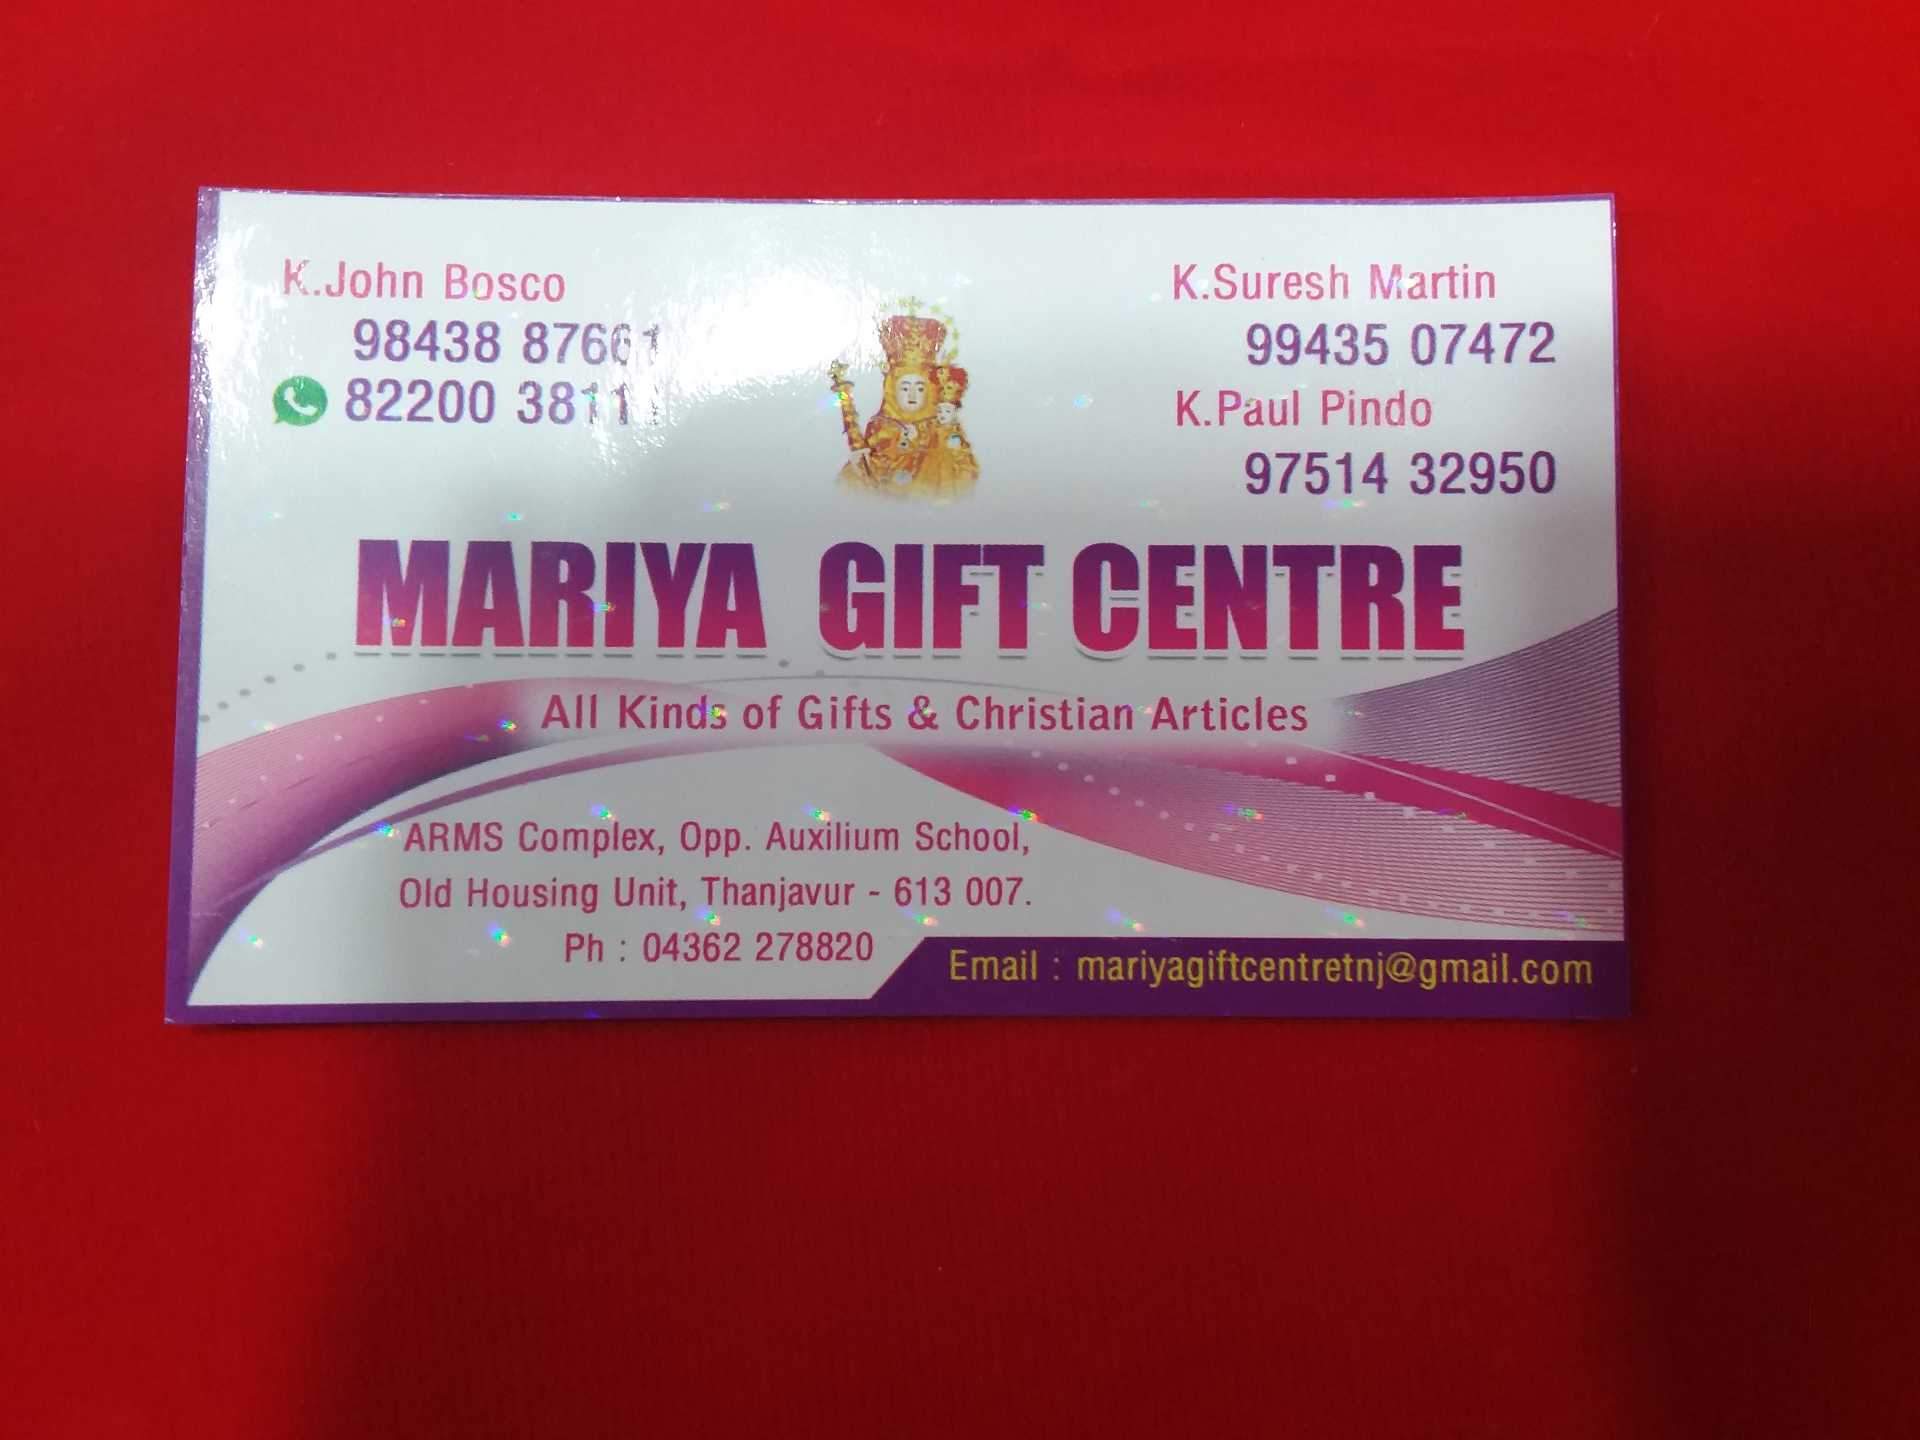 K.John Bosco
98438 87661
82200
K.Suresh Martin
99435 07472
K.Paul Pindo
97514 32950
MARIYA GIFT CENTRE
All Kinds of Gifts & Christian Articles
ARMS Complex, Opp. Auxilium School,
Old Housing Unit, Thanjavur - 613 007.
Ph : 04362 278820
Email : mariyagiftcentretnj@gmail.com